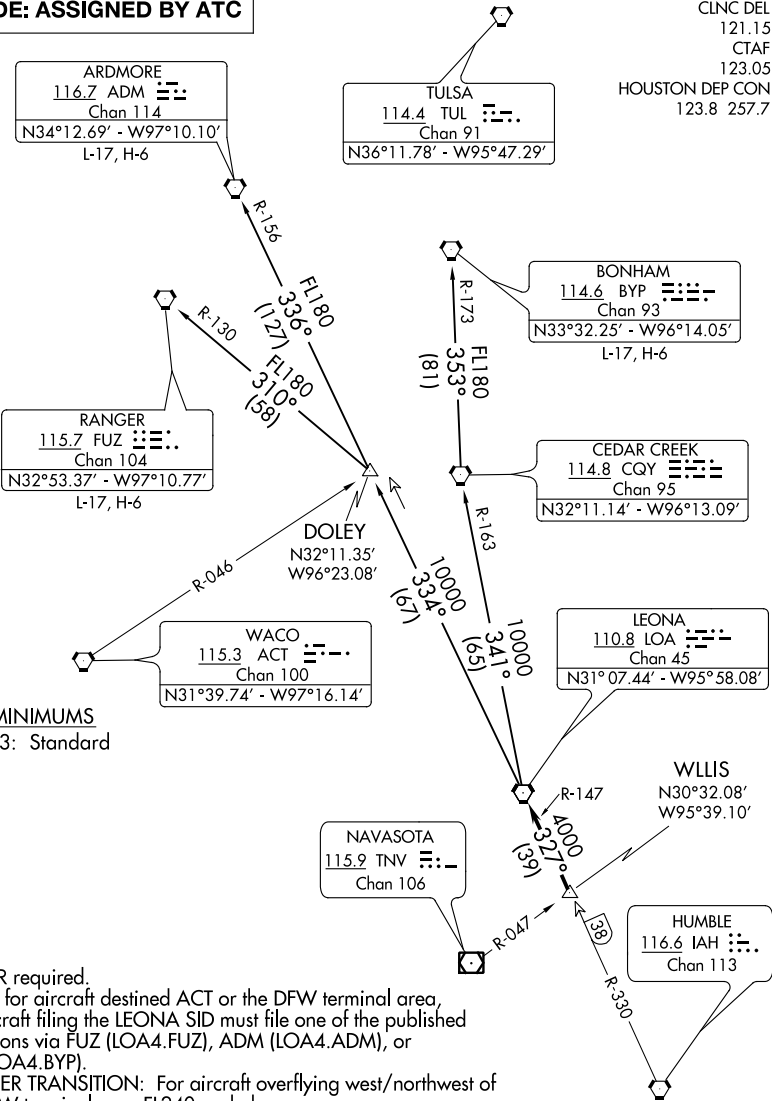 DE: ASSIGNED BY ATC
CLNC DEL
121.15
CTAF
123.05
HOUSTON DEP CON
123.8 257.7
ARDMORE
116.7 ADM
Chan 114
N34°12.69′ - W97°10.10′
L-17, H-6
TULSA
114.4 TUL
Chan 91
N36°11.78′ - W95°47.29′
R-156
FL180
336°
(127)
R-130
FL180
310°
(58)
R-173
FL180
353°
(81)
BONHAM
114.6 BYP
Chan 93
N33°32.25′ - W96°14.05′
L-17, H-6
RANGER
115.7 FUZ
Chan 104
N32°53.37′ - W97°10.77′
L-17, H-6
CEDAR CREEK
114.8 CQY
Chan 95
N32°11.14′ - W96°13.09′
DOLEY
N32°11.35′
W96°23.08′
R-163
R-046
10000
334°
(67)
10000
341°
(65)
WACO
115.3 ACT
Chan 100
N31°39.74′ - W97°16.14′
LEONA
110.8 LOA
Chan 45
N31°07.44′ - W95°58.08′
MINIMUMS
3: Standard
WLLIS
N30°32.08′
W95°39.10′
R-147
4000
327°
(39)
NAVASOTA
115.9 TNV
Chan 106
R-047
38
R-330
HUMBLE
116.6 IAH
Chan 113
R required.
for aircraft destined ACT or the DFW terminal area,
craft filing the LEONA SID must file one of the published
ons via FUZ (LOA4.FUZ), ADM (LOA4.ADM), or
OA4.BYP).
ER TRANSITION: For aircraft overflying west/northwest of